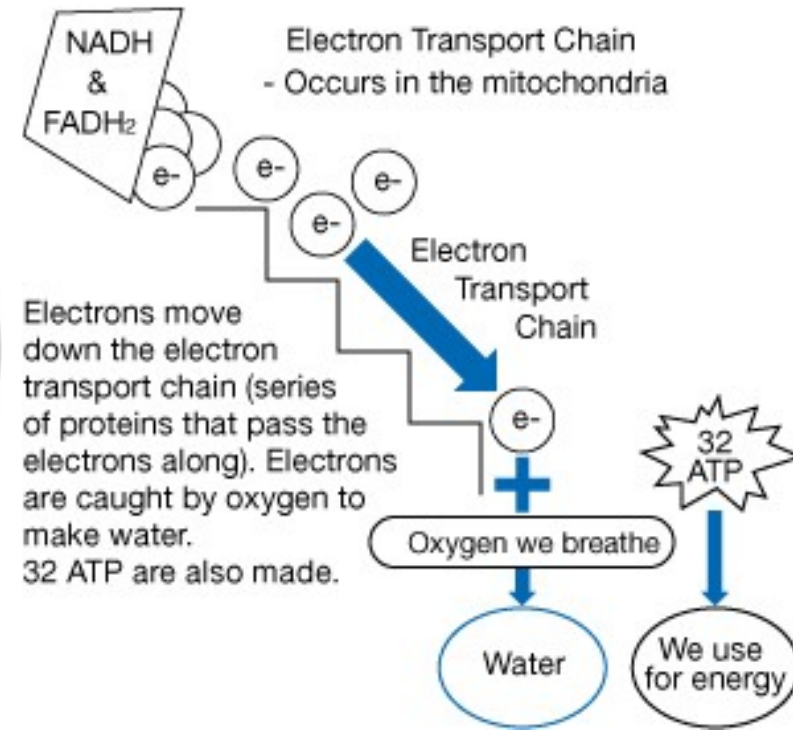 NADH
&
FADH₂
Electron Transport Chain
- Occurs in the mitochondria
e-
e-
e-
e-
Electron
Transport
Chain
Electrons move
down the electron
transport chain (series
of proteins that pass the
electrons along). Electrons
are caught by oxygen to
make water.
32 ATP are also made.
e-
Oxygen we breathe
Water
32
ATP
We use
for energy